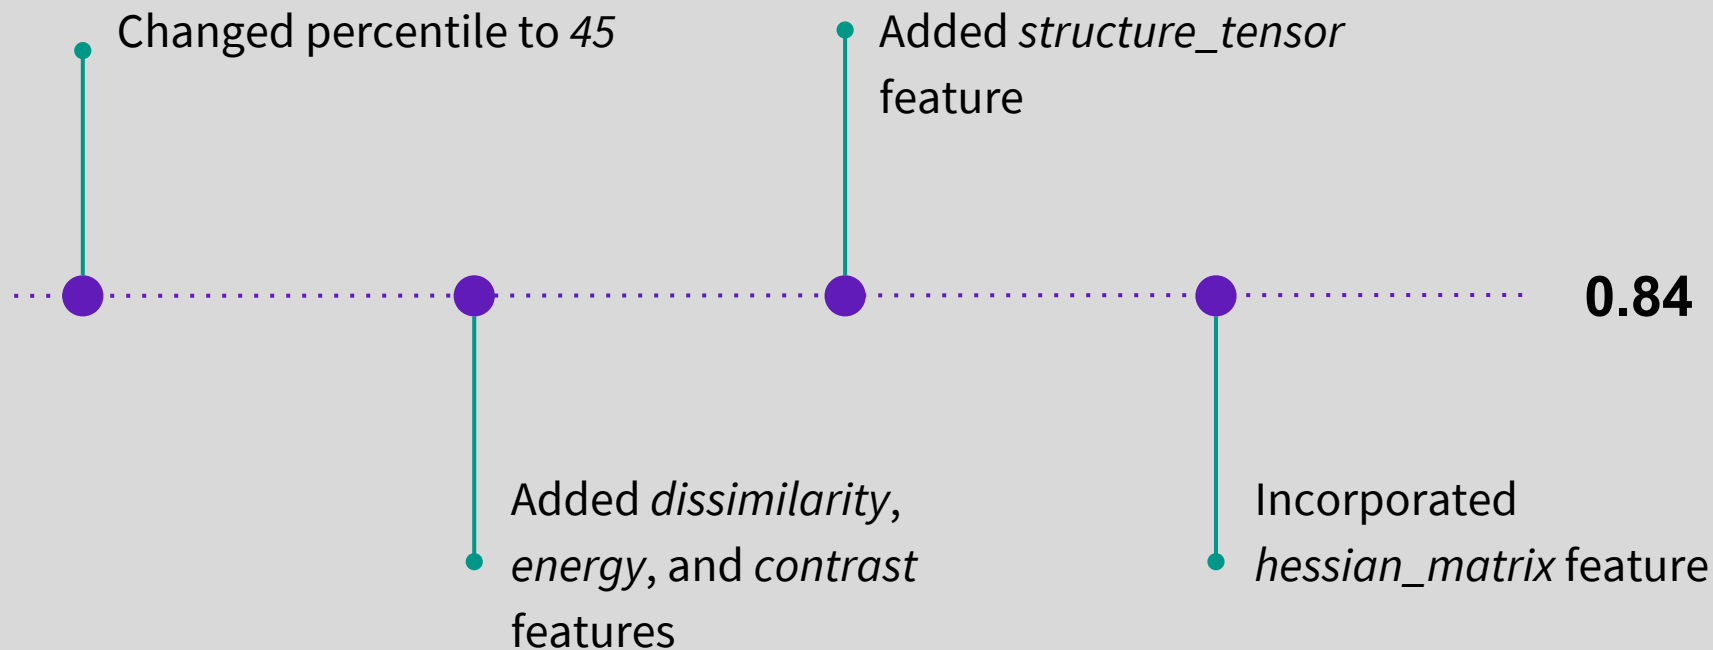 Changed percentile to 45
Added structure_tensor
feature
0.84
Added dissimilarity,
energy, and contrast
features
Incorporated
hessian_matrix feature